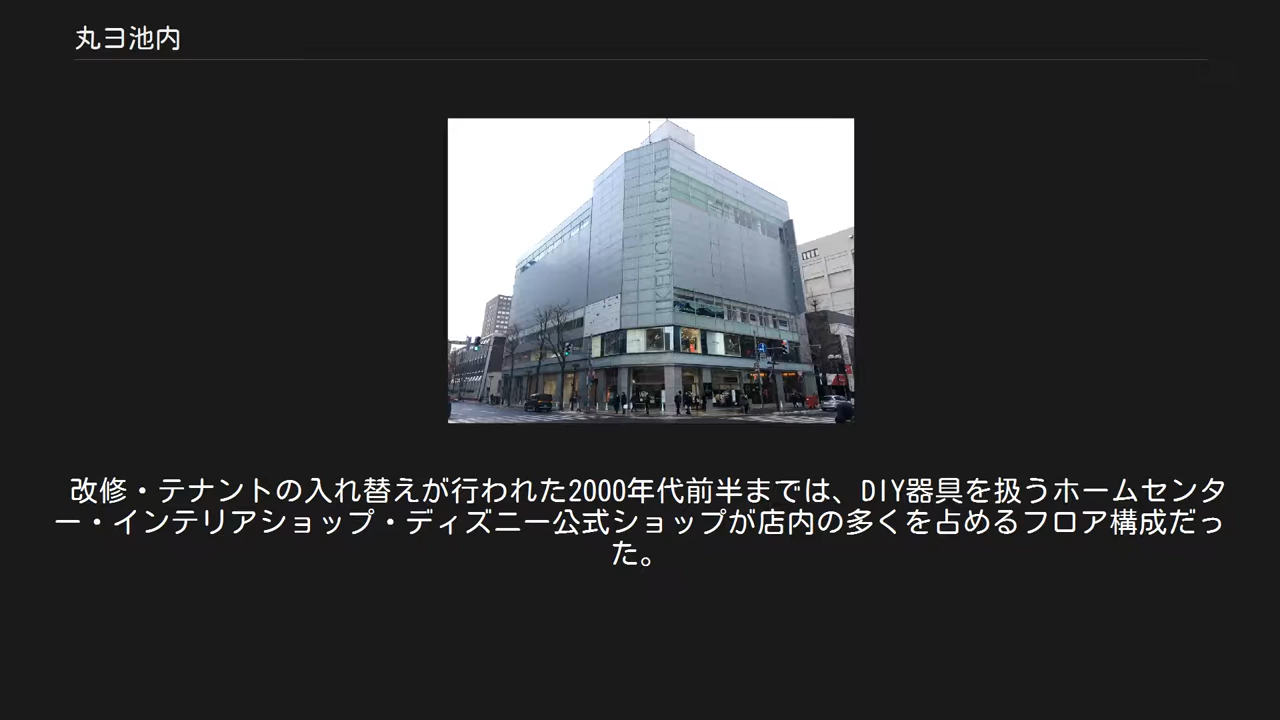 丸ヨ池内
IKEUCHI GATE
改修・テナントの入れ替えが行われた2000年代前半までは、DIY器具を扱うホームセンタ
ー・インテリアショップ・ディズニー公式ショップが店内の多くを占めるフロア構成だっ
た。